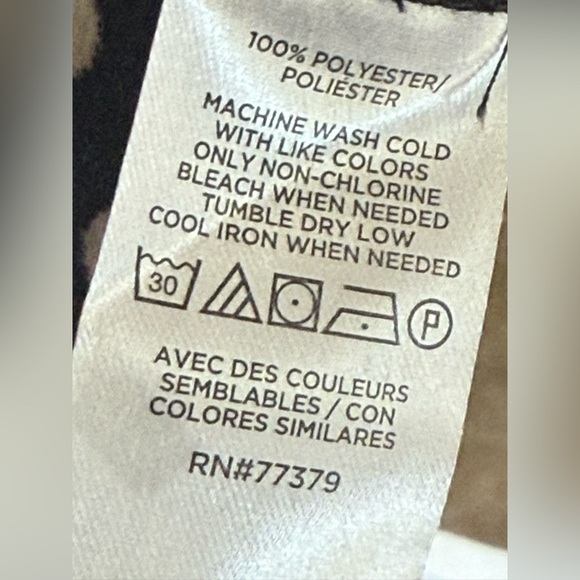 100% POLYESTER/
POLIÉSTER
MACHINE WASH COLD
WITH LIKE COLORS
ONLY NON-CHLORINE
BLEACH WHEN NEEDED
TUMBLE DRY LOW
COOL IRON WHEN NEEDED
30 P
AVEC DES COULEURS
SEMBLABLES / CON
COLORES SIMILARES
RN#77379